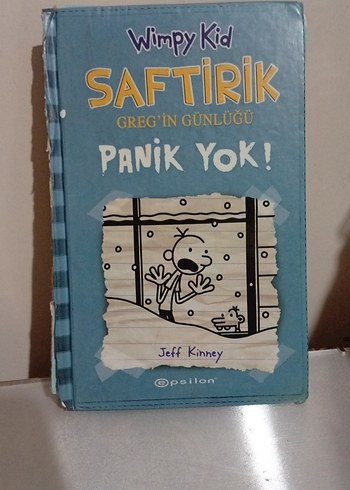 Wimpy Kid
SAFTİRİK
GREG'İN GÜNLÜĞÜ
PANİK YOK!
Jeff Kinney
epsilon